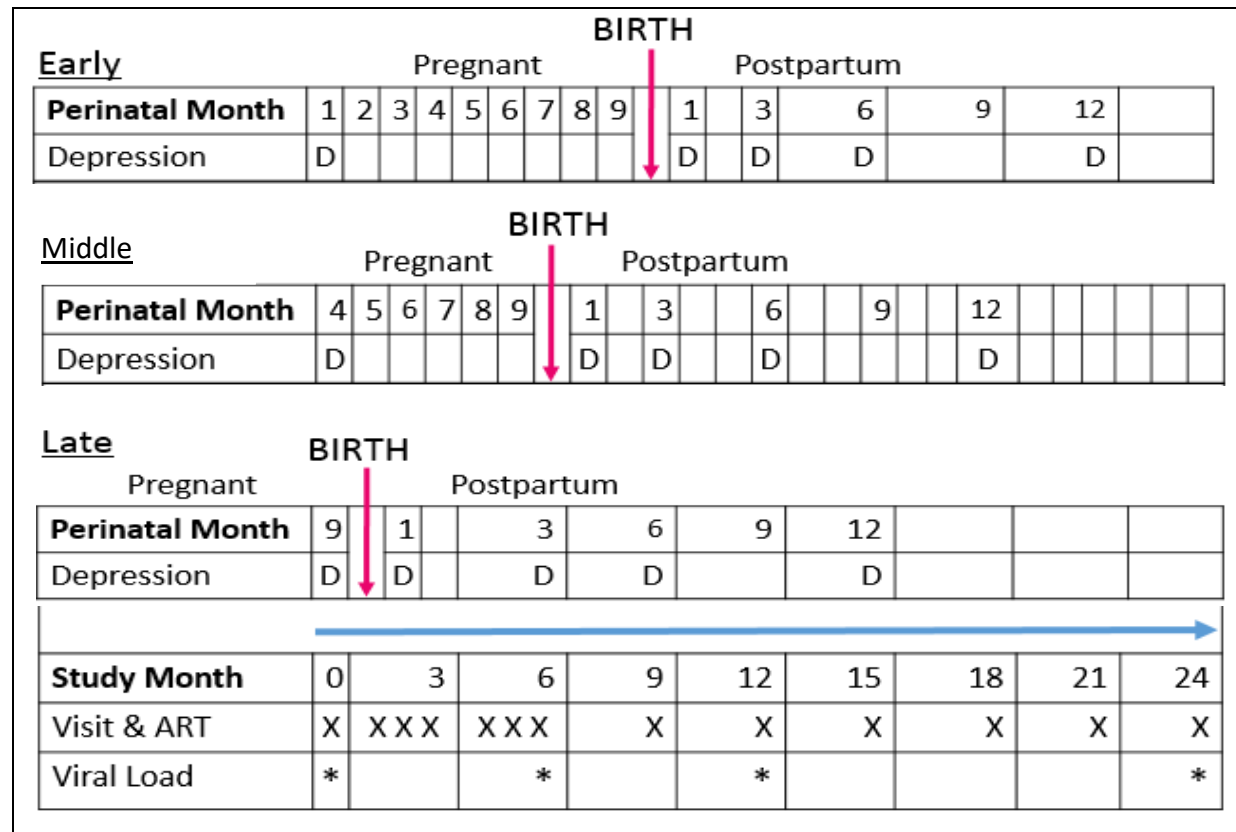 BIRTH
Early Pregnant Postpartum
Perinatal Month 1 2 3 4 5 6 7 8 9 1 3 6 9 12
Depression D D D D D
BIRTH
Middle
Pregnant Postpartum
Perinatal Month 4 5 6 7 8 9 1 3 6 9 12
Depression D D D D D
Late BIRTH
Pregnant Postpartum
Perinatal Month 9 1 3 6 9 12
Depression D D D D D
Study Month 0 3 6 9 12 15 18 21 24
Visit & ART X X X X X X X X X X X X X
Viral Load * * * *